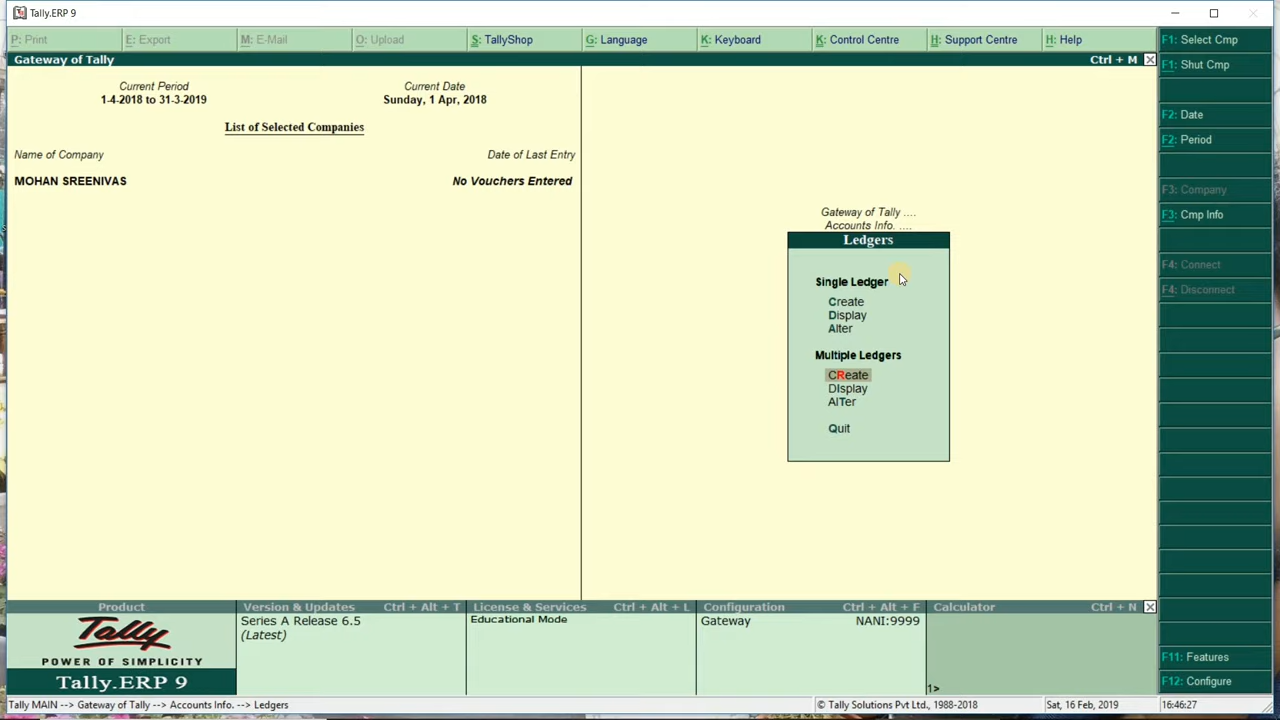 Tally.ERP 9
P: Print E: Export M: E-Mail O: Upload S: TallyShop G: Language K: Keyboard K: Control Centre H: Support Centre H: Help
Gateway of Tally Ctrl + M
Current Period Current Date
1-4-2018 to 31-3-2019 Sunday, 1 Apr, 2018
List of Selected Companies
Name of Company Date of Last Entry
MOHAN SREENIVAS No Vouchers Entered
Gateway of Tally ....
Accounts Info. ....
Ledgers
Single Ledger
Create
Display
Alter
Multiple Ledgers
CReate
DIsplay
AlTer
Quit
F1: Select Cmp
F1: Shut Cmp
F2: Date
F2: Period
F3: Company
F3: Cmp Info
F4: Connect
F4: Disconnect
F11: Features
F12: Configure
Product
Tally
POWER OF SIMPLICITY
Tally.ERP 9
Version & Updates Ctrl + Alt + T
Series A Release 6.5
(Latest)
License & Services Ctrl + Alt + L
Educational Mode
Configuration Ctrl + Alt + F
Gateway NANI:9999
Calculator Ctrl + N
1>
Tally MAIN --> Gateway of Tally --> Accounts Info. --> Ledgers © Tally Solutions Pvt Ltd., 1988-2018 Sat, 16 Feb, 2019 16:46:27